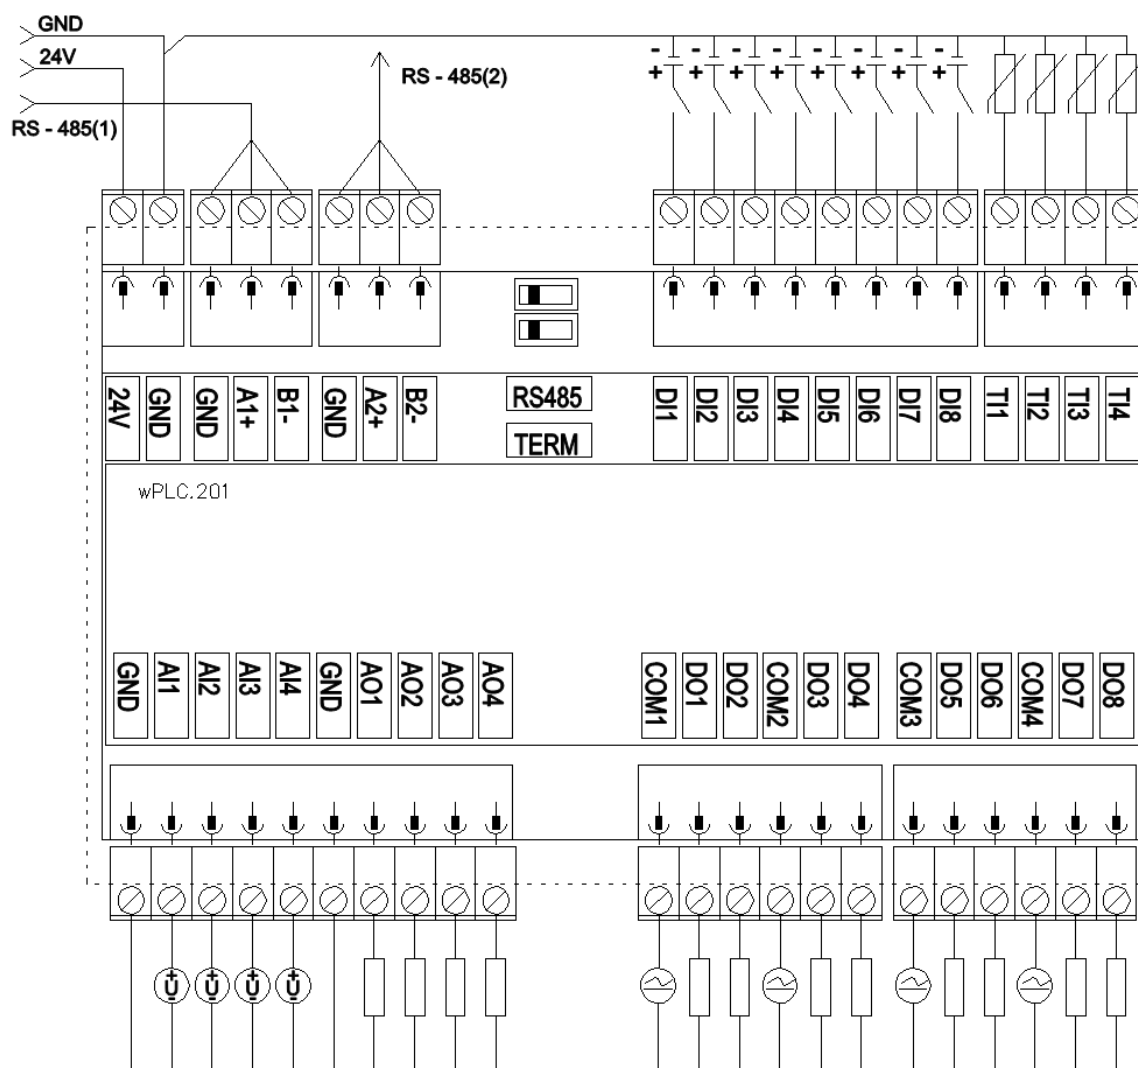 GND
24V
RS - 485(1)
RS - 485(2)
- - - - - - - -
+ + + + + + + +
24V GND GND A1+ B1- GND A2+ B2- RS485 DI1 DI2 DI3 DI4 DI5 DI6 DI7 DI8 TI1 TI2 TI3 TI4
TERM
wPLC.201
GND AI1 AI2 AI3 AI4 GND AO1 AO2 AO3 AO4 COM1 DO1 DO2 COM2 DO3 DO4 COM3 DO5 DO6 COM4 DO7 DO8
+U- +U- +U- +U-